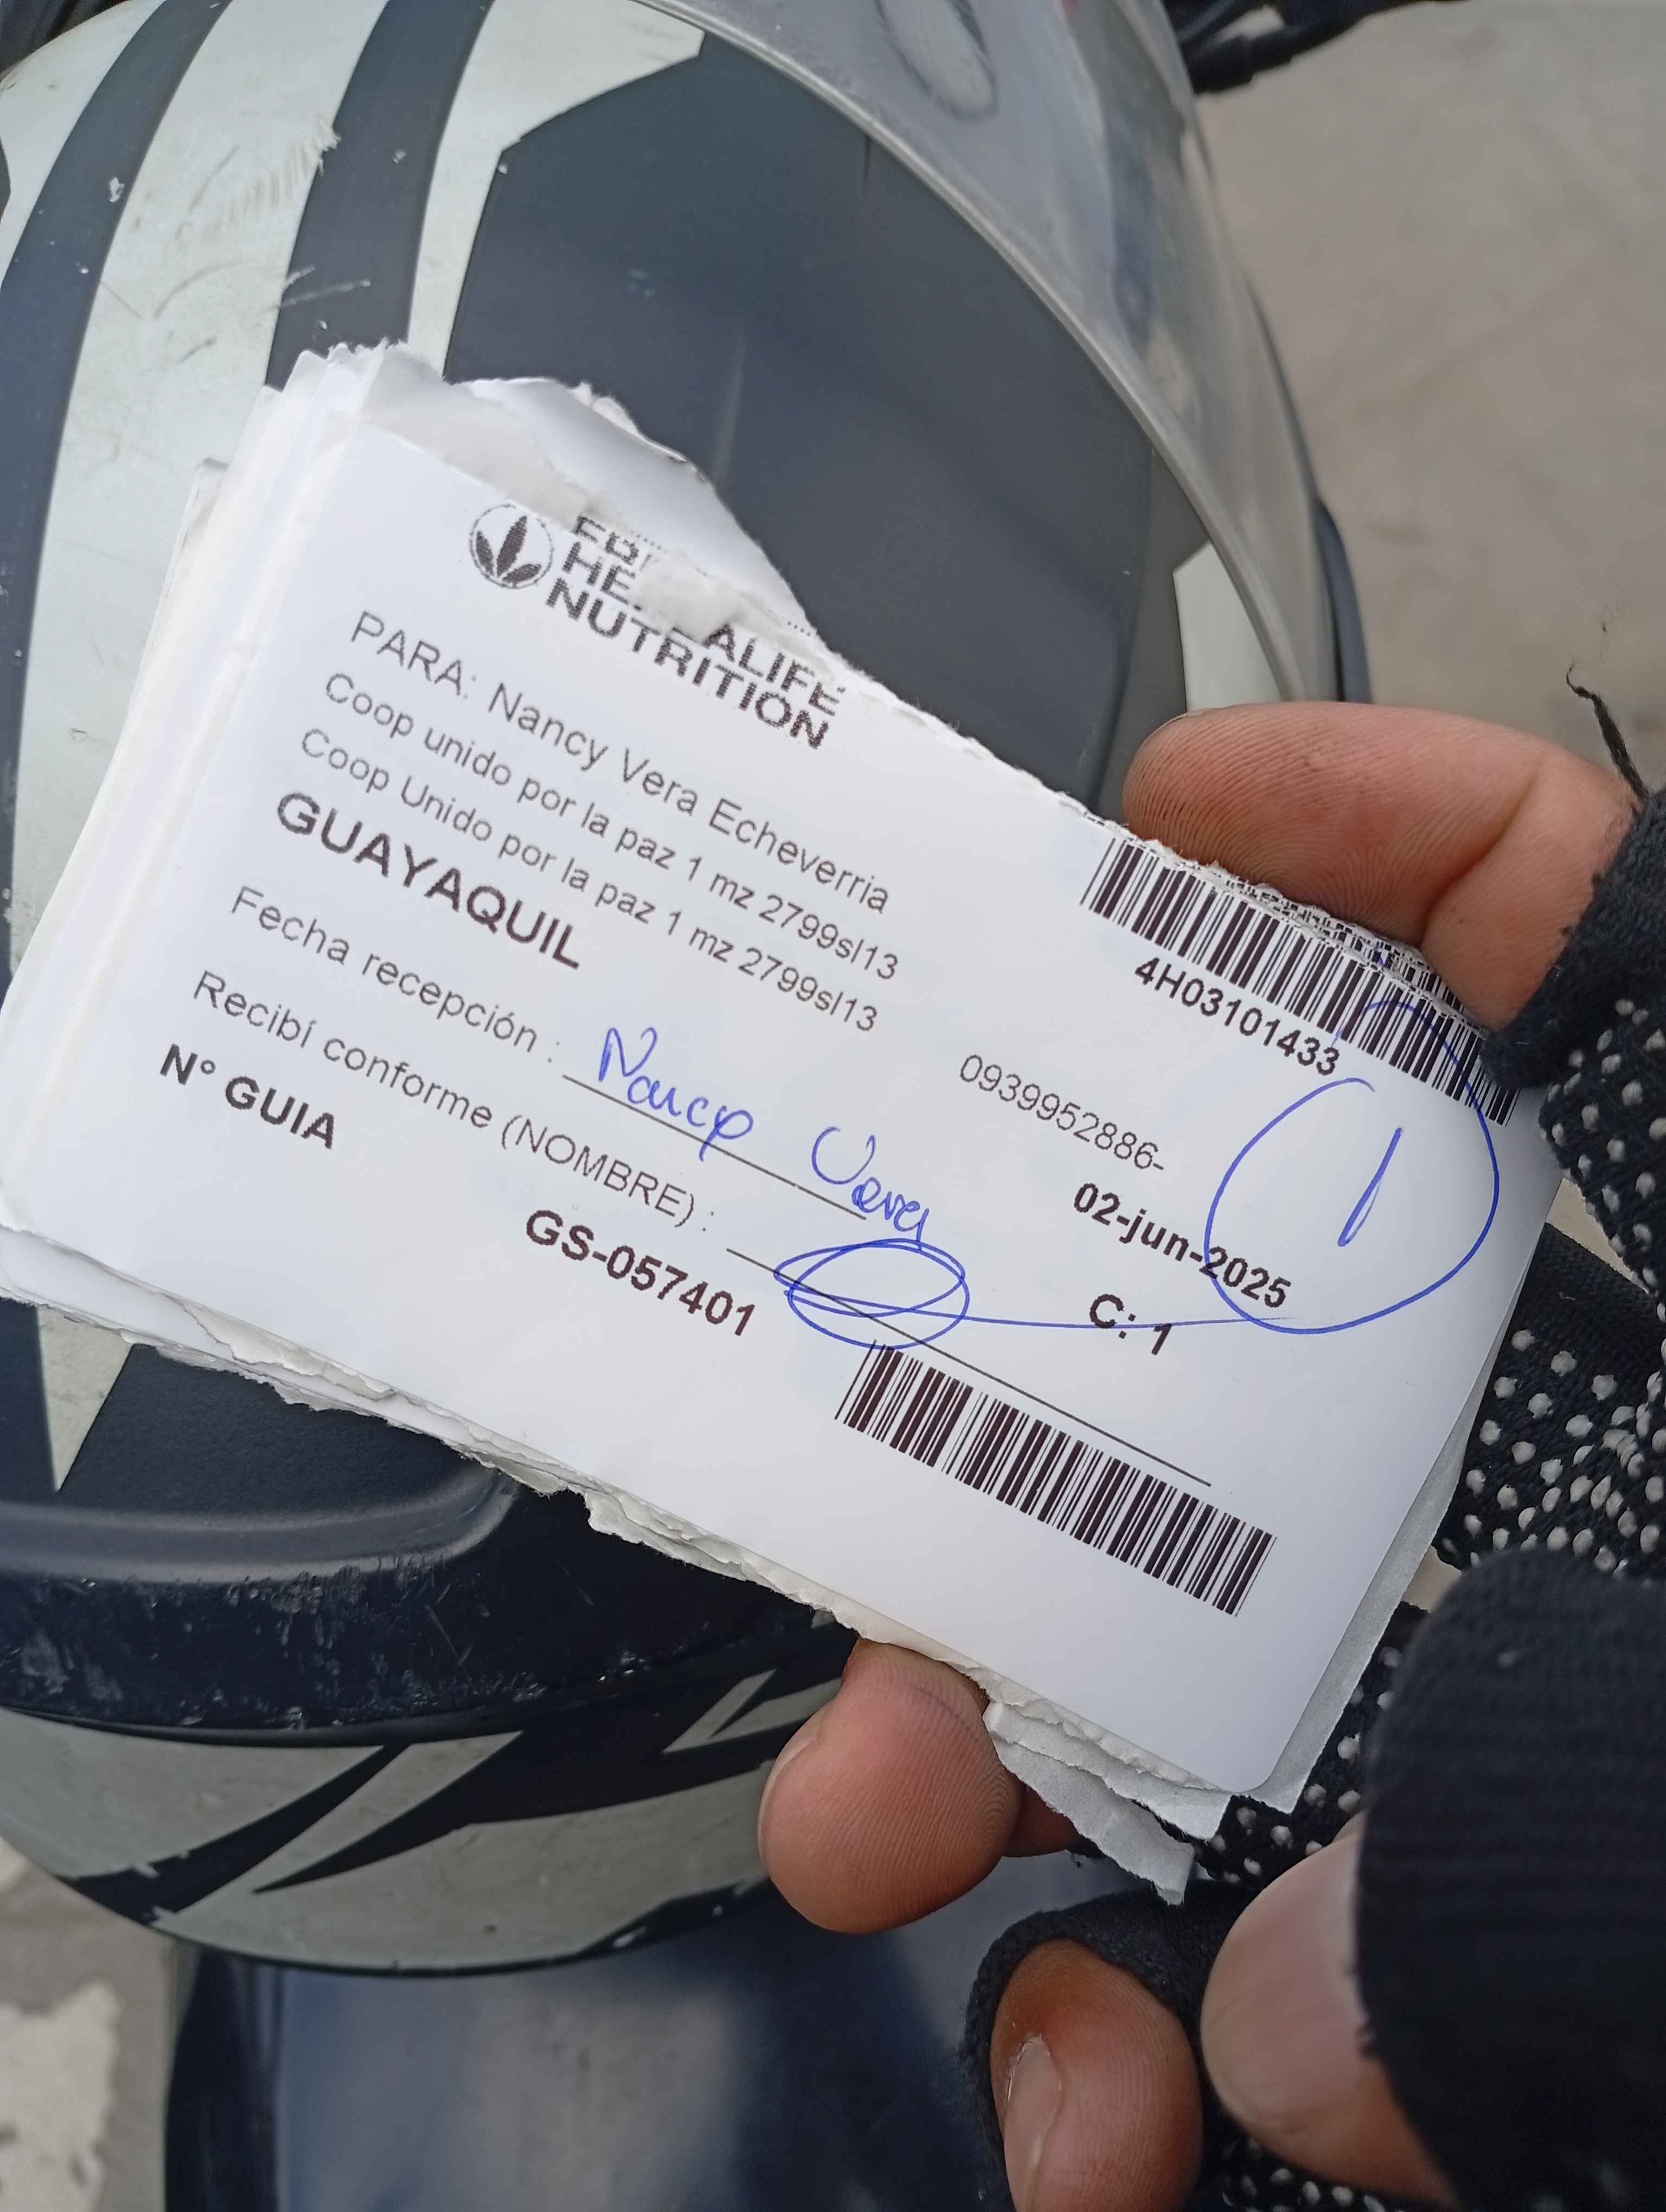 HERBALIFE
NUTRITION
4H03101433
PARA: Nancy Vera Echeverria
Coop unido por la paz 1 mz 2799sl13
Coop Unido por la paz 1 mz 2799sl13
GUAYAQUIL
0939952886-
1
Fecha recepción :
Nancy Vera
02-jun-2025
Recibí conforme (NOMBRE) :
C: 1
N° GUIA
GS-057401